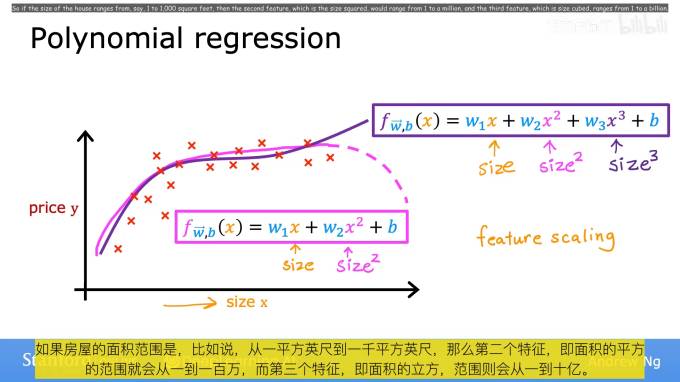 So if the size of the house ranges from, say, 1 to 1,000 square feet, then the second feature, which is the size squared, would range from 1 to a million, and the third feature, which is size cubed, ranges from 1 to a billion.
bilibili
Polynomial regression
f w⃗,b (x) = w₁x + w₂x² + w₃x³ + b
size size² size³
price y
f w⃗,b (x) = w₁x + w₂x² + b
size size²
feature scaling
size x
Andrew Ng
如果房屋的面积范围是，比如说，从一平方英尺到一千平方英尺，那么第二个特征，即面积的平方
的范围就会从一到一百万，而第三个特征，即面积的立方，范围则会从一到十亿。